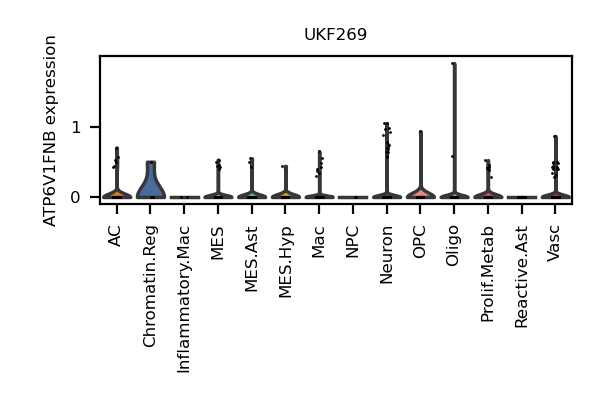 UKF269
ATP6V1FNB expression
1
0
AC
Chromatin.Reg
Inflammatory.Mac
MES
MES.Ast
MES.Hyp
Mac
NPC
Neuron
OPC
Oligo
Prolif.Metab
Reactive.Ast
Vasc